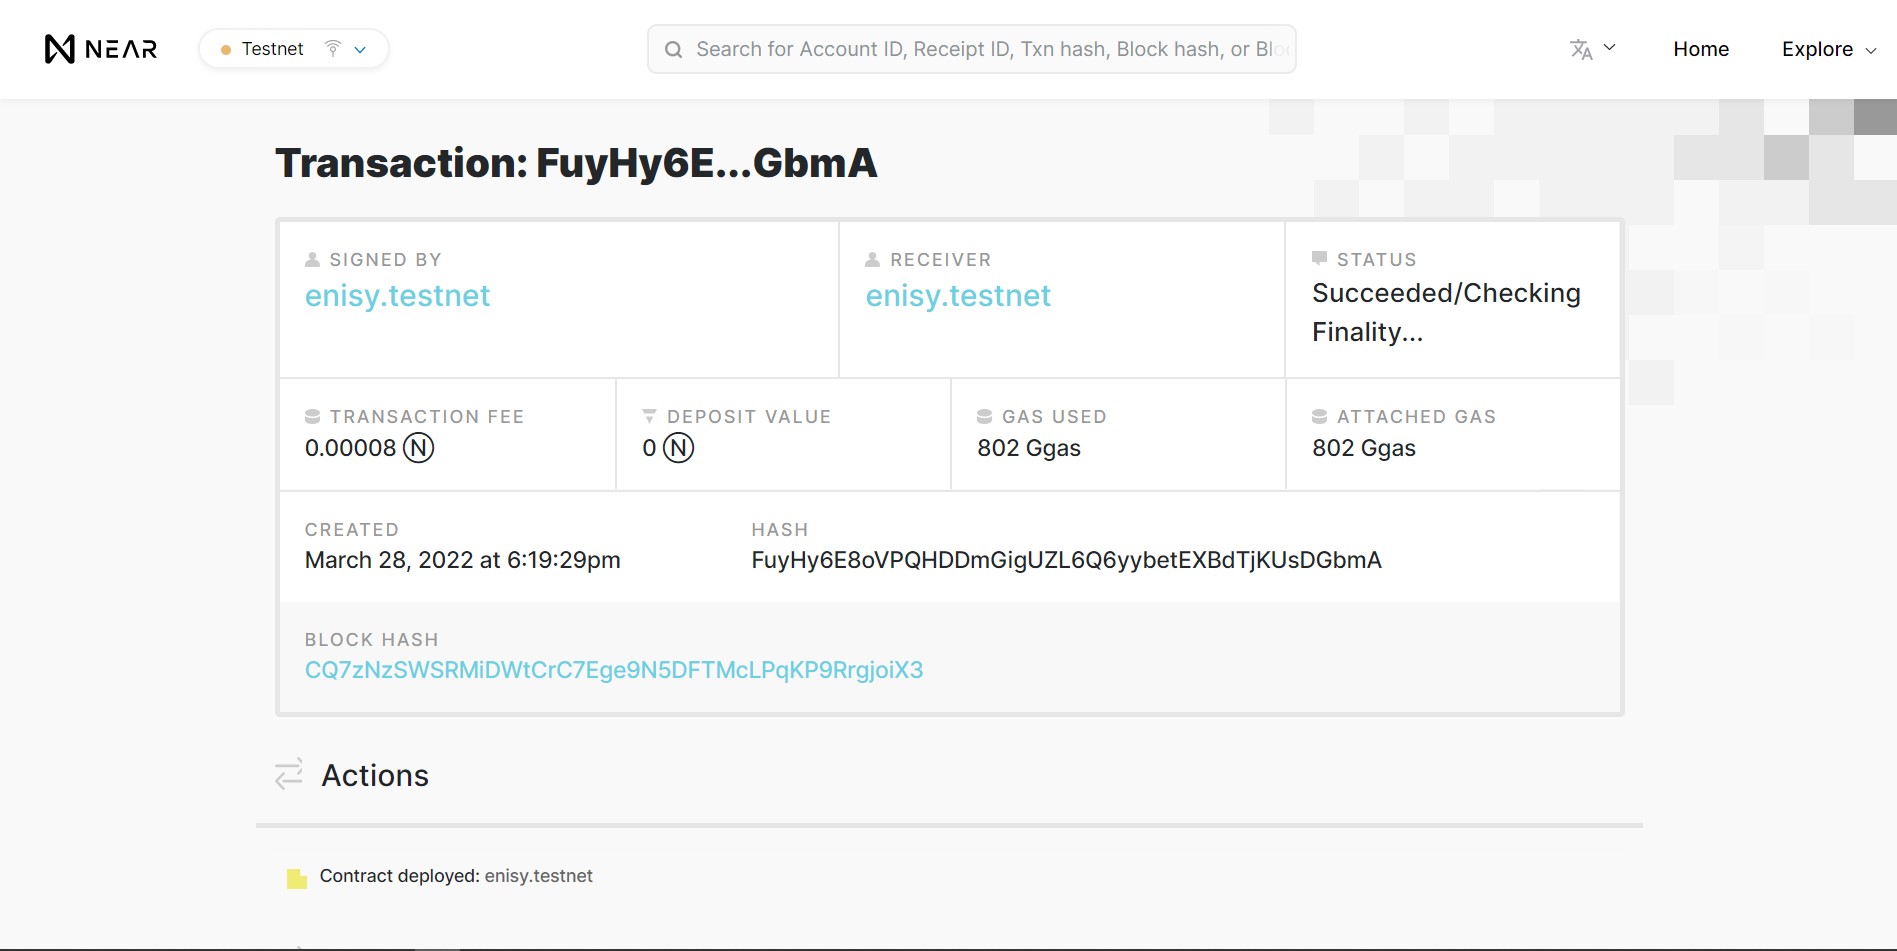 NEAR
Testnet
Search for Account ID, Receipt ID, Txn hash, Block hash, or Blo
Home
Explore
Transaction: FuyHy6E...GbmA
SIGNED BY
enisy.testnet
RECEIVER
enisy.testnet
STATUS
Succeeded/Checking
Finality...
TRANSACTION FEE
0.00008 Ⓝ
DEPOSIT VALUE
0 Ⓝ
GAS USED
802 Ggas
ATTACHED GAS
802 Ggas
CREATED
March 28, 2022 at 6:19:29pm
HASH
FuyHy6E8oVPQHDDmGigUZL6Q6yybetEXBdTjKUsDGbmA
BLOCK HASH
CQ7zNzSWSRMiDWtCrC7Ege9N5DFTMcLPqKP9RrgjoiX3
Actions
Contract deployed: enisy.testnet